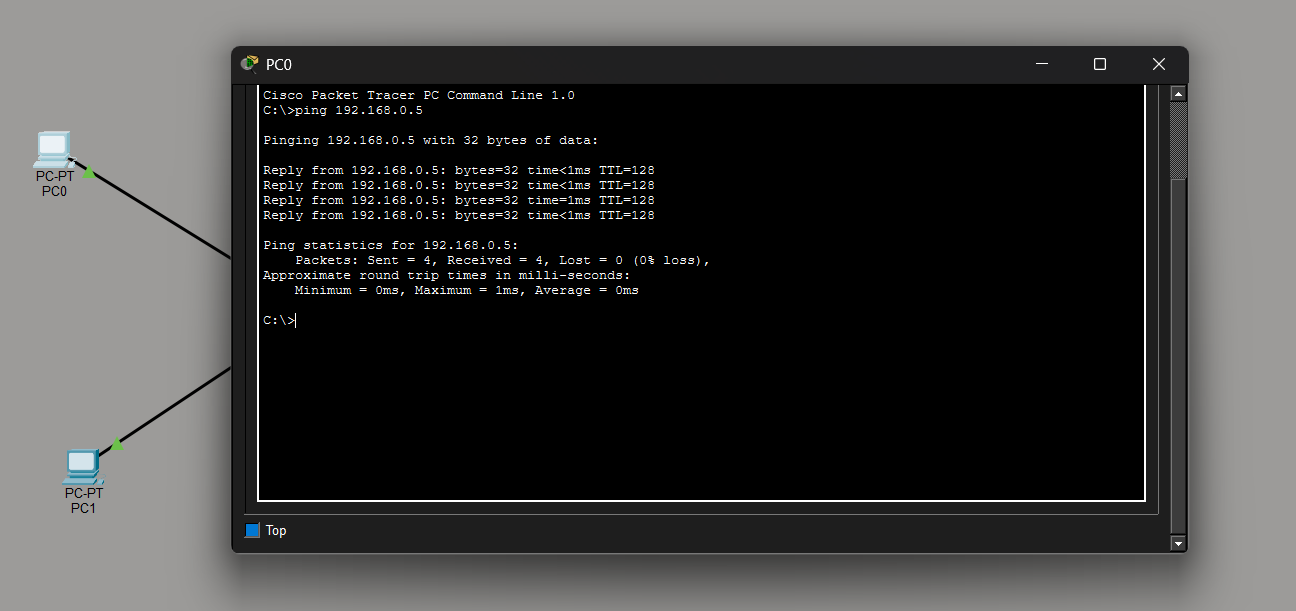 PC0
Cisco Packet Tracer PC Command Line 1.0
C:\>ping 192.168.0.5
Pinging 192.168.0.5 with 32 bytes of data:
Reply from 192.168.0.5: bytes=32 time<1ms TTL=128
Reply from 192.168.0.5: bytes=32 time<1ms TTL=128
Reply from 192.168.0.5: bytes=32 time=1ms TTL=128
Reply from 192.168.0.5: bytes=32 time<1ms TTL=128
Ping statistics for 192.168.0.5:
Packets: Sent = 4, Received = 4, Lost = 0 (0% loss),
Approximate round trip times in milli-seconds:
Minimum = 0ms, Maximum = 1ms, Average = 0ms
C:\>
Top
PC-PT
PC0
PC-PT
PC1